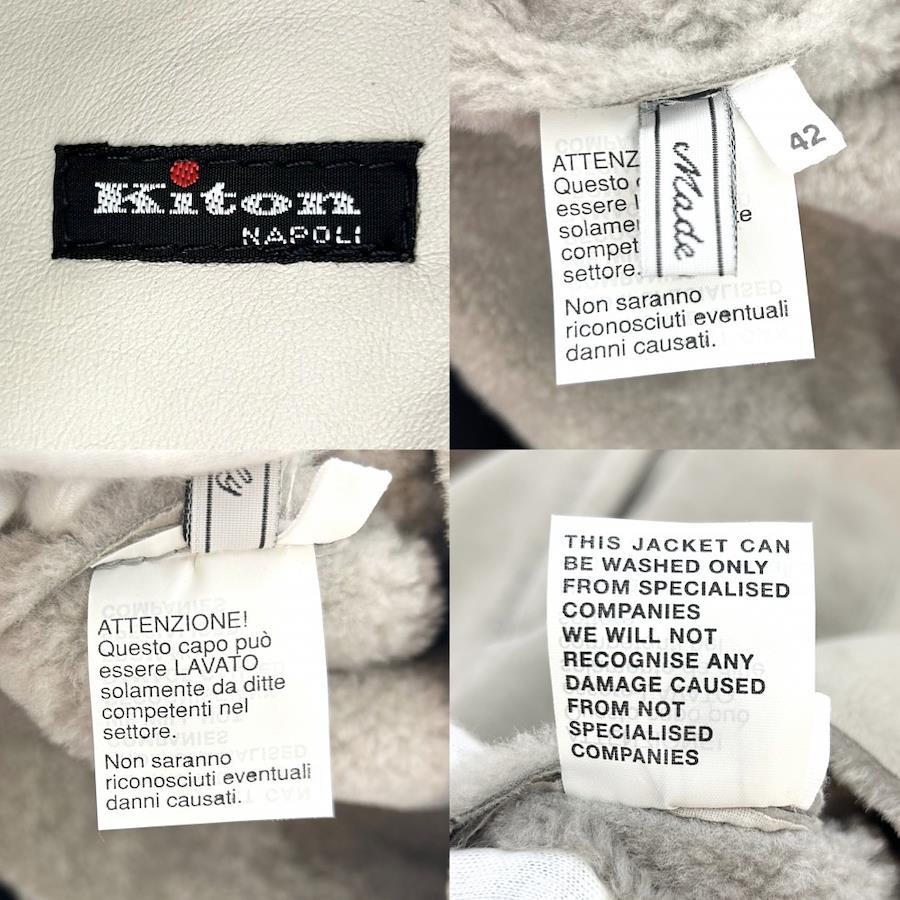 Kiton
NAPOLI
42
Made
ATTENZ
Questo
essere
solamen
compet
settore.
Non saranno
riconosciuti eventuali
danni causati.
ATTENZIONE!
Questo capo può
essere LAVATO
solamente da ditte
competenti nel
settore.
Non saranno
riconosciuti eventuali
danni causati.
THIS JACKET CAN
BE WASHED ONLY
FROM SPECIALISED
COMPANIES
WE WILL NOT
RECOGNISE ANY
DAMAGE CAUSED
FROM NOT
SPECIALISED
COMPANIES